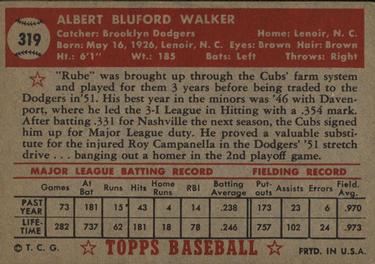 319
ALBERT BLUFORD WALKER
Catcher: Brooklyn Dodgers Home: Lenoir, N. C.
Born: May 16, 1926, Lenoir, N. C. Eyes: Brown Hair: Brown
Ht.: 6'1" Wt.: 185 Bats: Left Throws: Right
"Rube" was brought up through the Cubs' farm system
and played for them 3 years before being traded to the
Dodgers in '51. His best year in the minors was '46 with Daven-
port, where he led the 3-I League in Hitting with a .354 mark.
After batting .331 for Nashville the next season, the Cubs signed
him up for Major League duty. He proved a valuable substi-
tute for the injured Roy Campanella in the Dodgers' '51 stretch
drive . . . banging out a homer in the 2nd playoff game.
MAJOR LEAGUE BATTING RECORD FIELDING RECORD
Games At Bat Runs Hits Home Runs RBI Batting Average Put-outs Assists Errors Field. Avg.
PAST YEAR 73 181 15 43 4 14 .238 246 13 8 .970
LIFE-TIME 282 737 62 181 14 72 .246 757 102 24 .973
© T. C. G. TOPPS BASEBALL PRTD. IN U.S.A.